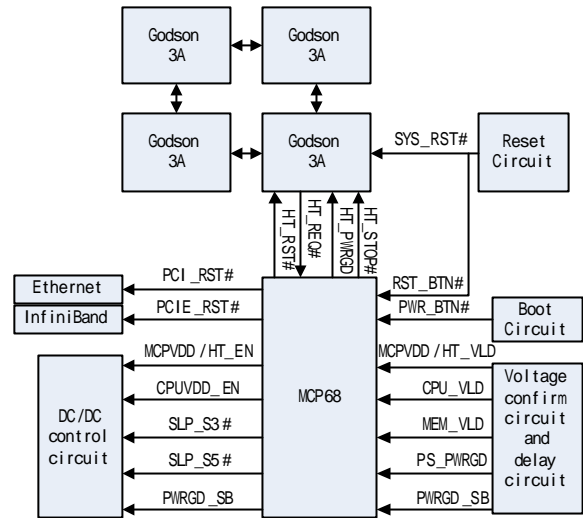 Godson
3A
Godson
3A
Godson
3A
Godson
3A
SYS_RST#
Reset
Circuit
HT_RST#
HT_REQ#
HT_PWRGD
HT_STOP#
Ethernet
PCI_RST#
RST_BTN#
InfiniBand
PCIE_RST#
PWR_BTN#
Boot
Circuit
DC/DC
control
circuit
MCPVDD/HT_EN
CPUVDD_EN
SLP_S3#
SLP_S5#
PWRGD_SB
MCP68
MCPVDD/HT_VLD
CPU_VLD
MEM_VLD
PS_PWRGD
PWRGD_SB
Voltage
confirm
circuit
and
delay
circuit